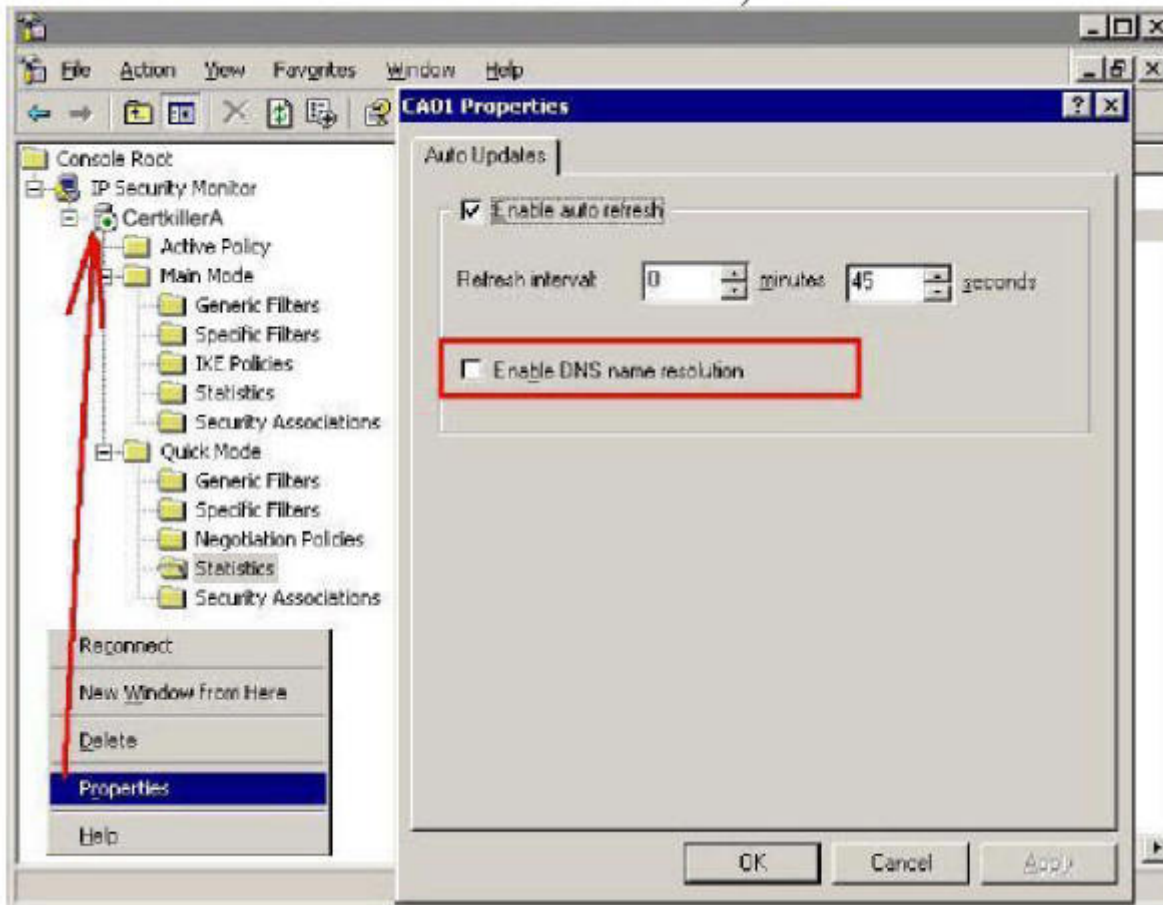 File Action View Favorites Window Help
CA01 Properties
Auto Updates
Console Root
IP Security Monitor
CertkillerA
Active Policy
Main Mode
Generic Filters
Specific Filters
IKE Policies
Statistics
Security Associations
Quick Mode
Generic Filters
Specific Filters
Negotiation Policies
Statistics
Security Associations
Reconnect
New Window from Here
Delete
Properties
Help
Enable auto refresh
Refresh interval: 0 minutes 45 seconds
Enable DNS name resolution
OK Cancel Apply